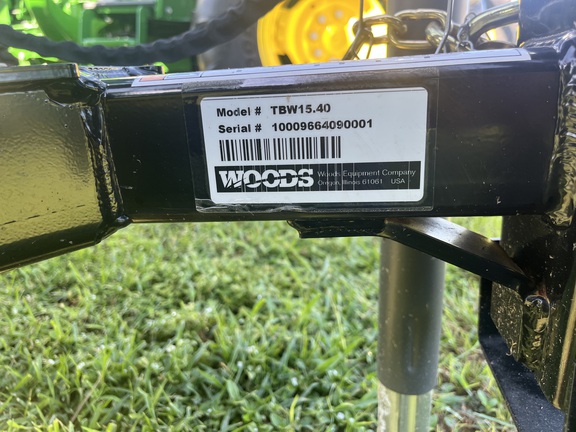 Model # TBW15.40
Serial # 10009664090001
WOODS
Woods Equipment Company
Oregon, Illinois 61061 USA